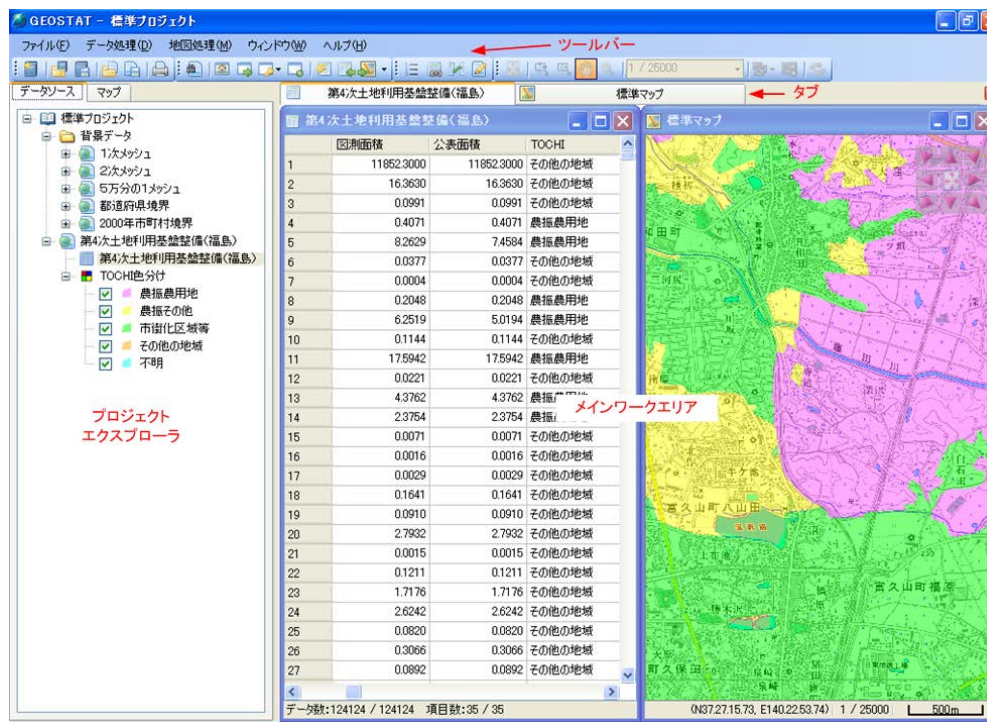 GEOSTAT - 標準プロジェクト
ファイル(F) データ処理(D) 地図処理(M) ウィンドウ(W) ヘルプ(H)
ツールバー
1 / 25000
データソース マップ
第4次土地利用基盤整備(福島) 標準マップ
タブ
標準プロジェクト
背景データ
1次メッシュ
2次メッシュ
5万分の1メッシュ
都道府県境界
2000年市町村境界
第4次土地利用基盤整備(福島)
第4次土地利用基盤整備(福島)
TOCHI色分け
農振農用地
農振その他
市街化区域等
その他の地域
不明
プロジェクト
エクスプローラ
第4次土地利用基盤整備(福島)
図測面積 公表面積 TOCHI
1 11852.3000 11852.3000 その他の地域
2 16.3630 16.3630 その他の地域
3 0.0991 0.0991 その他の地域
4 0.4071 0.4071 農振農用地
5 8.2629 7.4584 農振農用地
6 0.0377 0.0377 その他の地域
7 0.0004 0.0004 その他の地域
8 0.2048 0.2048 農振農用地
9 6.2519 5.0194 農振農用地
10 0.1144 0.1144 その他の地域
11 17.5942 17.5942 農振農用地
12 0.0221 0.0221 その他の地域
13 4.3762 4.3762 農振
14 2.3754 2.3754 農振
15 0.0071 0.0071 その他の地域
16 0.0016 0.0016 その他の地域
17 0.0029 0.0029 その他の地域
18 0.1641 0.1641 その他の地域
19 0.0910 0.0910 その他の地域
20 2.7932 2.7932 その他の地域
21 0.0015 0.0015 その他の地域
22 0.1211 0.1211 その他の地域
23 1.7176 1.7176 その他の地域
24 2.6242 2.6242 その他の地域
25 0.0820 0.0820 その他の地域
26 0.3066 0.3066 その他の地域
27 0.0892 0.0892 その他の地域
データ数:124124 / 124124 項目数:35 / 35
メインワークエリア
標準マップ
富久山町八山田
富久山町福原
町久保田
(N37.27.15.73, E140.22.53.74) 1 / 25000 500m